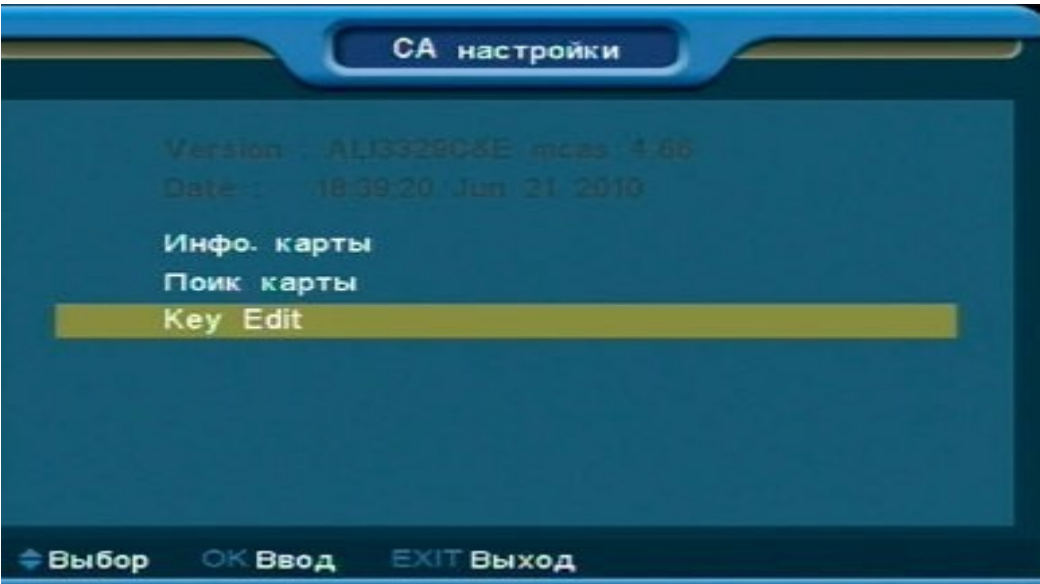 CA настройки
Version : ALI3329C&E mcas 4.66
Date : 18:39:20 Jun 21 2010
Инфо. карты
Поик карты
Key Edit
Выбор OK Ввод EXIT Выход